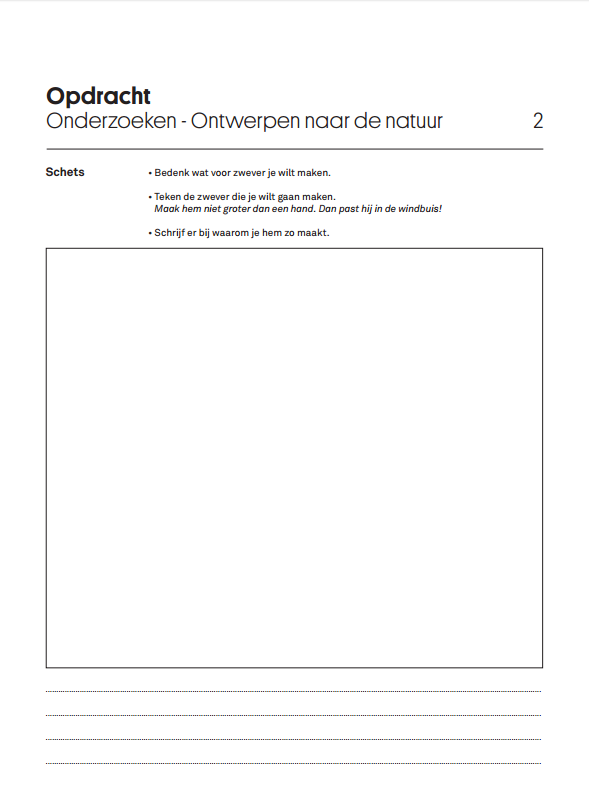 Opdracht
Onderzoeken - Ontwerpen naar de natuur 2
Schets
• Bedenk wat voor zwever je wilt maken.
• Teken de zwever die je wilt gaan maken.
Maak hem niet groter dan een hand. Dan past hij in de windbuis!
• Schrijf er bij waarom je hem zo maakt.